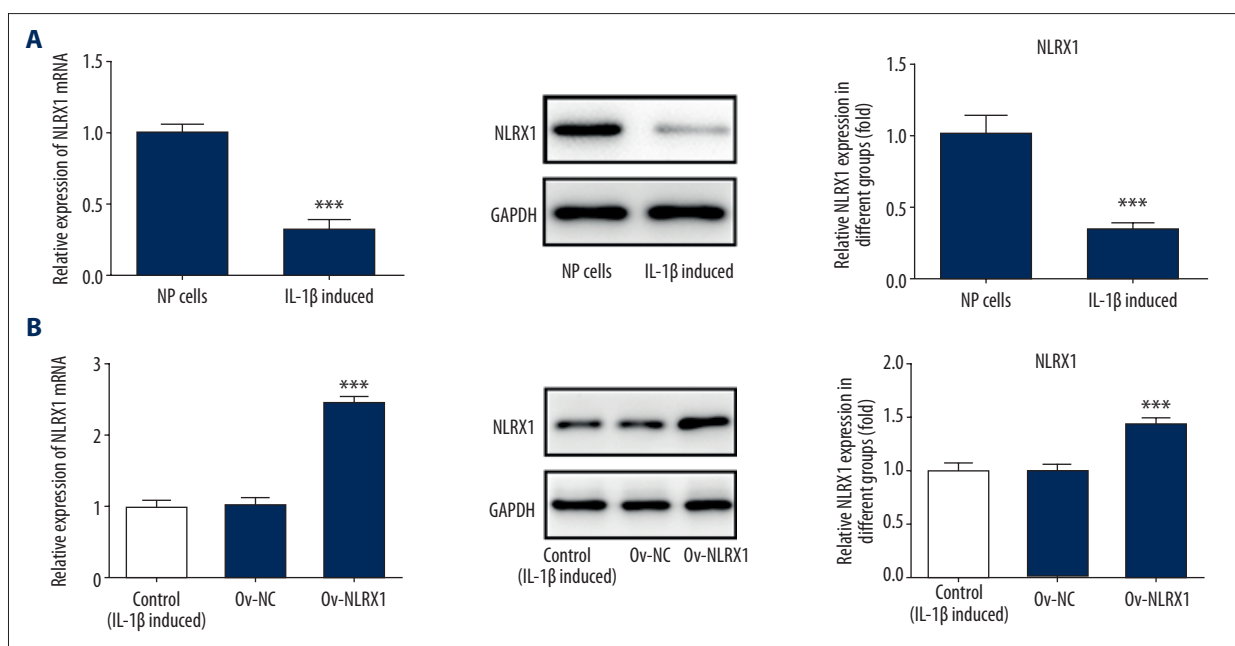 A
Relative expression of NLRX1 mRNA
1.5
1.0
0.5
0.0
***
NP cells
IL-1β induced
NLRX1
GAPDH
NP cells
IL-1β induced
NLRX1
Relative NLRX1 expression in
different groups (fold)
1.5
1.0
0.5
0.0
***
NP cells
IL-1β induced
B
Relative expression of NLRX1 mRNA
3
2
1
0
***
Control
(IL-1β induced)
Ov-NC
Ov-NLRX1
NLRX1
GAPDH
Control
(IL-1β induced)
Ov-NC
Ov-NLRX1
NLRX1
Relative NLRX1 expression in
different groups (fold)
2.0
1.5
1.0
0.5
0.0
***
Control
(IL-1β induced)
Ov-NC
Ov-NLRX1